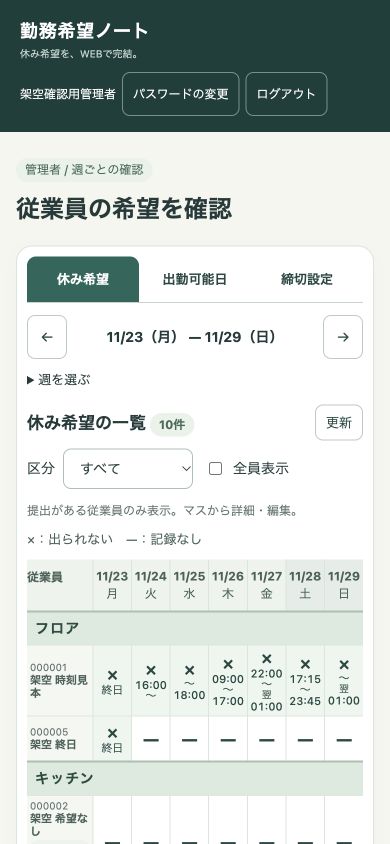 勤務希望ノート
休み希望を、WEBで完結。
架空確認用管理者 パスワードの変更 ログアウト
管理者 / 週ごとの確認
従業員の希望を確認
休み希望 出勤可能日 締切設定
← 11/23（月）— 11/29（日） →
▶ 週を選ぶ
休み希望の一覧 10件 更新
区分 すべて 全員表示
提出がある従業員のみ表示。マスから詳細・編集。
×：出られない —：記録なし
従業員 11/23 11/24 11/25 11/26 11/27 11/28 11/29
月 火 水 木 金 土 日
フロア
000001
架空 時刻見本
× 終日
× 16:00 〜
× 〜 18:00
× 09:00 〜 17:00
× 22:00 〜 翌 01:00
× 17:15 〜 23:45
× 〜 翌 01:00
000005
架空 終日
× 終日
— — — — — —
キッチン
000002
架空 希望なし
— — — — — — —